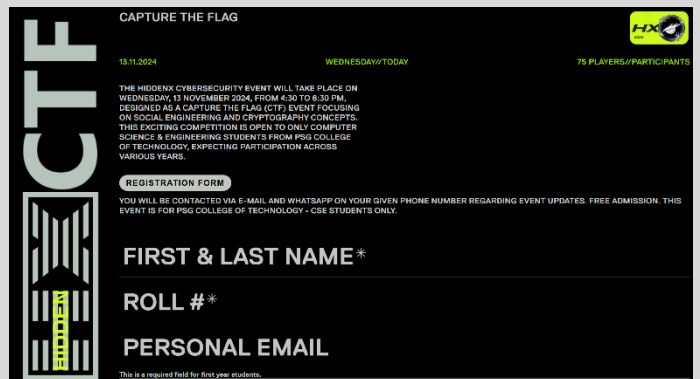 CTF
HIDDEN
CAPTURE THE FLAG
HX
13.11.2024
WEDNESDAY//TODAY
75 PLAYERS//PARTICIPANTS
THE HIDDENX CYBERSECURITY EVENT WILL TAKE PLACE ON
WEDNESDAY, 13 NOVEMBER 2024, FROM 4:30 TO 6:30 PM,
DESIGNED AS A CAPTURE THE FLAG (CTF) EVENT FOCUSING
ON SOCIAL ENGINEERING AND CRYPTOGRAPHY CONCEPTS.
THIS EXCITING COMPETITION IS OPEN TO ONLY COMPUTER
SCIENCE & ENGINEERING STUDENTS FROM PSG COLLEGE
OF TECHNOLOGY, EXPECTING PARTICIPATION ACROSS
VARIOUS YEARS.
REGISTRATION FORM
YOU WILL BE CONTACTED VIA E-MAIL AND WHATSAPP ON YOUR GIVEN PHONE NUMBER REGARDING EVENT UPDATES. FREE ADMISSION. THIS
EVENT IS FOR PSG COLLEGE OF TECHNOLOGY - CSE STUDENTS ONLY.
FIRST & LAST NAME*
ROLL #*
PERSONAL EMAIL
This is a required field for first year students.